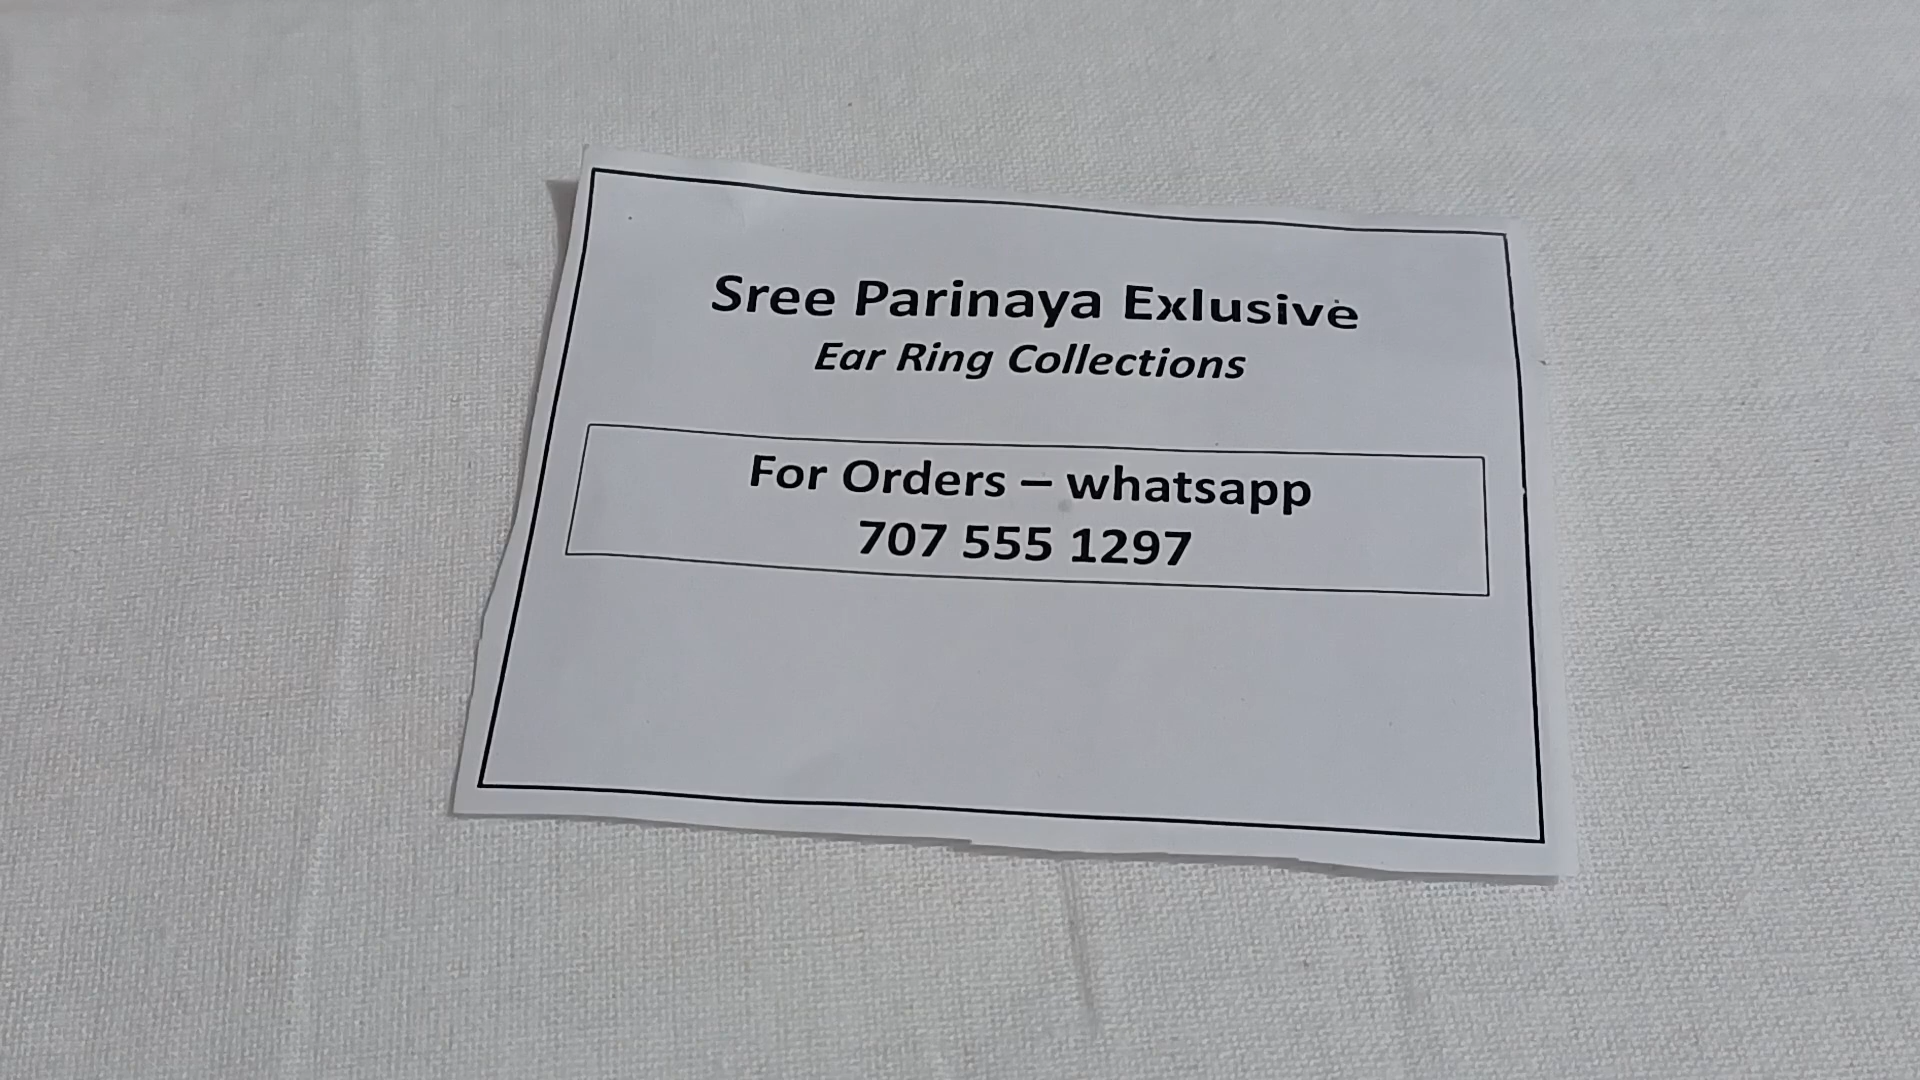 Sree Parinaya Exlusive
Ear Ring Collections
For Orders – whatsapp
707 555 1297